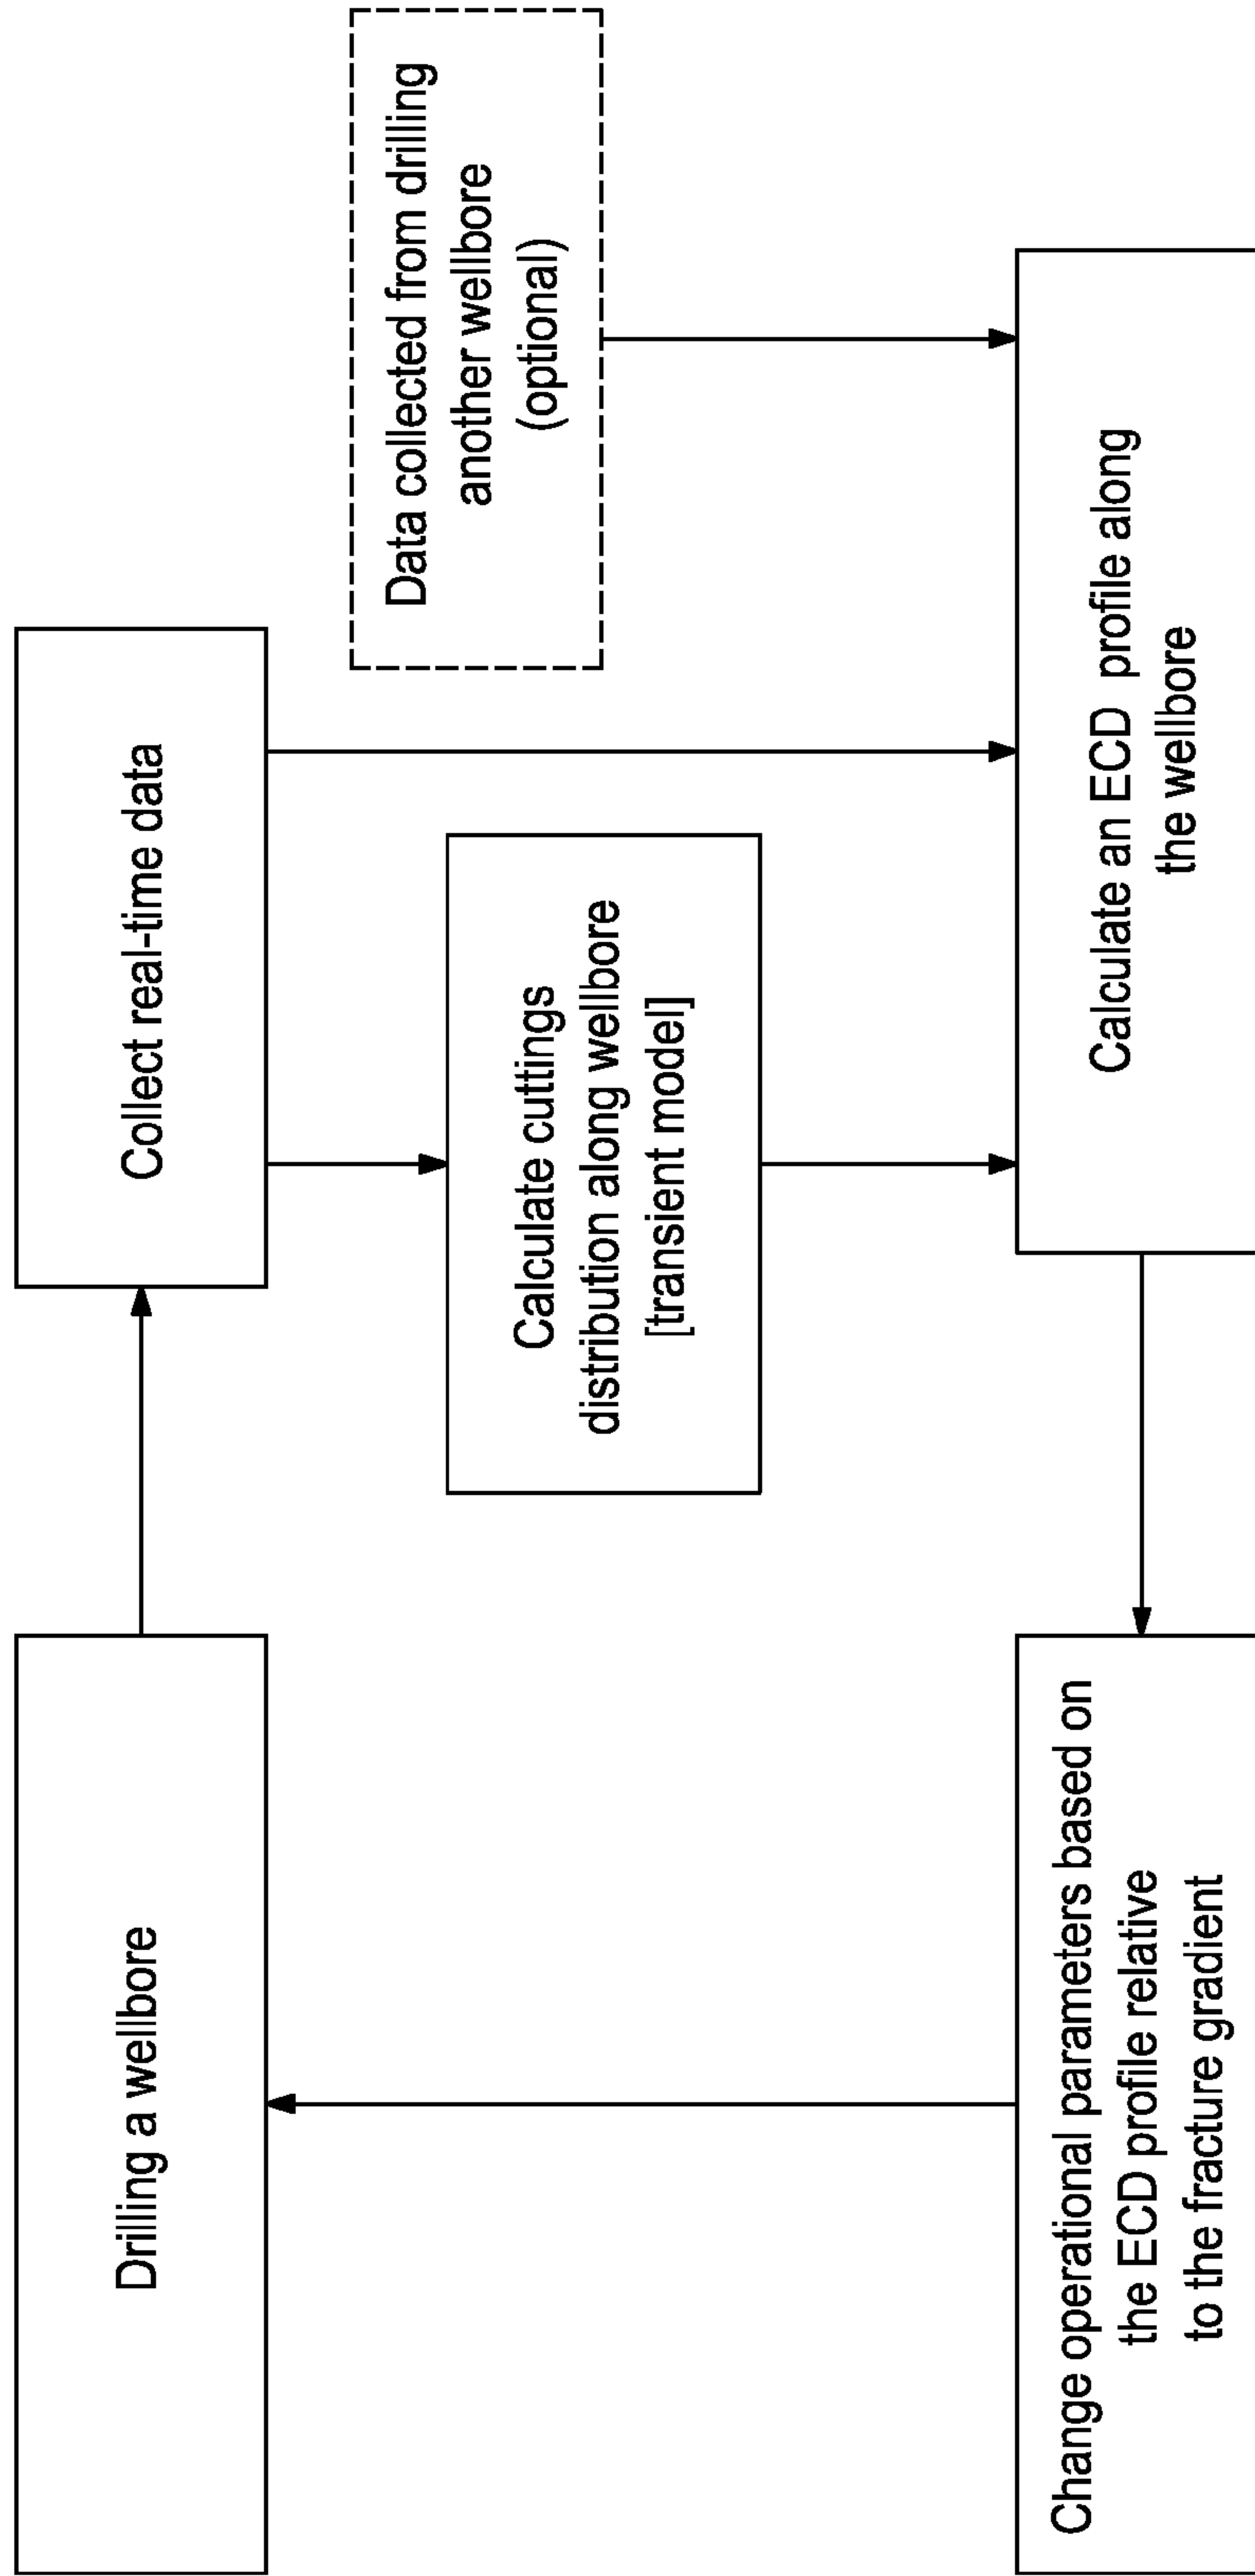 Drilling a wellbore
Collect real-time data
Data collected from drilling
another wellbore
(optional)
Calculate cuttings
distribution along wellbore
[transient model]
Change operational parameters based on
the ECD profile relative
to the fracture gradient
Calculate an ECD profile along
the wellbore